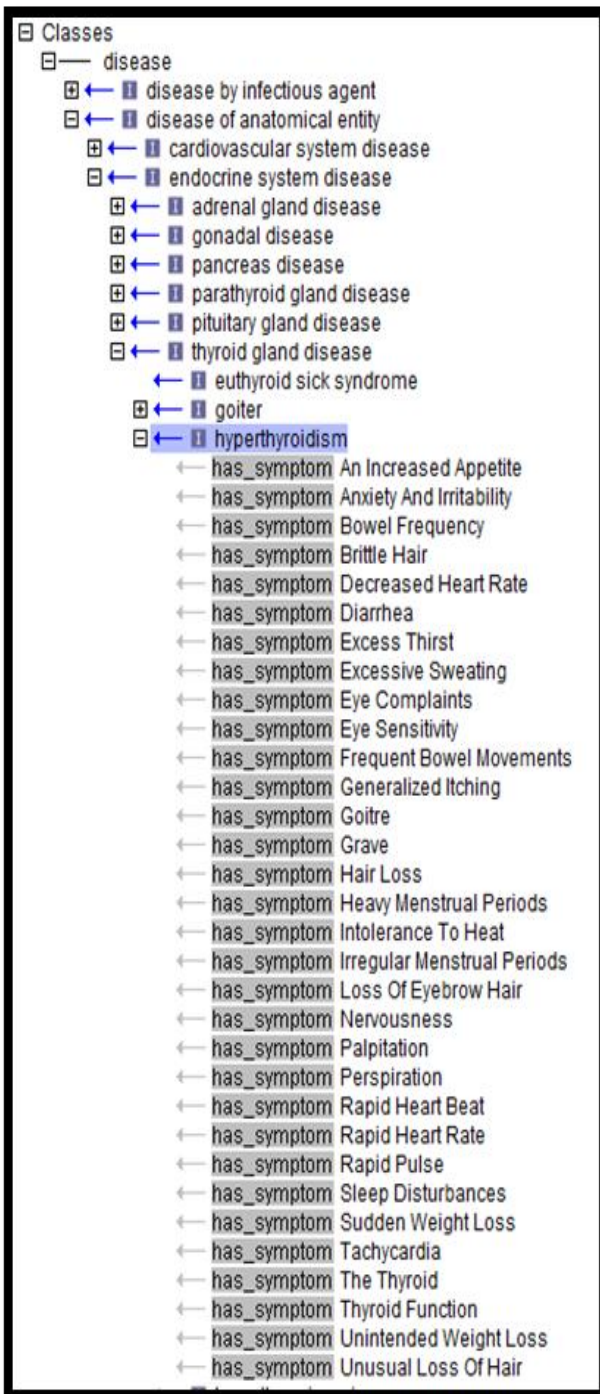 Classes
disease
disease by infectious agent
disease of anatomical entity
cardiovascular system disease
endocrine system disease
adrenal gland disease
gonadal disease
pancreas disease
parathyroid gland disease
pituitary gland disease
thyroid gland disease
euthyroid sick syndrome
goiter
hyperthyroidism
has_symptom An Increased Appetite
has_symptom Anxiety And Irritability
has_symptom Bowel Frequency
has_symptom Brittle Hair
has_symptom Decreased Heart Rate
has_symptom Diarrhea
has_symptom Excess Thirst
has_symptom Excessive Sweating
has_symptom Eye Complaints
has_symptom Eye Sensitivity
has_symptom Frequent Bowel Movements
has_symptom Generalized Itching
has_symptom Goitre
has_symptom Grave
has_symptom Hair Loss
has_symptom Heavy Menstrual Periods
has_symptom Intolerance To Heat
has_symptom Irregular Menstrual Periods
has_symptom Loss Of Eyebrow Hair
has_symptom Nervousness
has_symptom Palpitation
has_symptom Perspiration
has_symptom Rapid Heart Beat
has_symptom Rapid Heart Rate
has_symptom Rapid Pulse
has_symptom Sleep Disturbances
has_symptom Sudden Weight Loss
has_symptom Tachycardia
has_symptom The Thyroid
has_symptom Thyroid Function
has_symptom Unintended Weight Loss
has_symptom Unusual Loss Of Hair